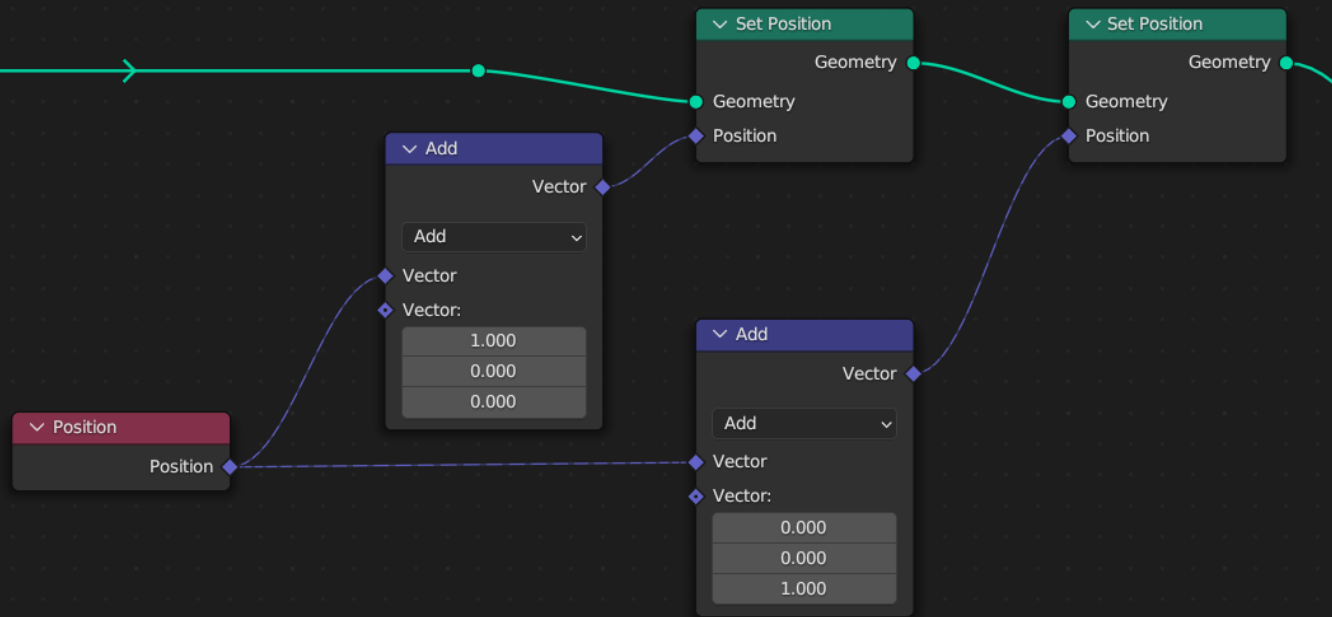 Set Position
Geometry
Geometry
Position
Set Position
Geometry
Geometry
Position
Add
Vector
Add
Vector
Vector:
1.000
0.000
0.000
Add
Vector
Add
Vector
Vector:
0.000
0.000
1.000
Position
Position